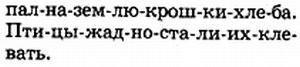 пал-на-зем-лю-крош-ки-хле-ба.
Пти-цы-жад-но-ста-ли-их-кле-
вать.